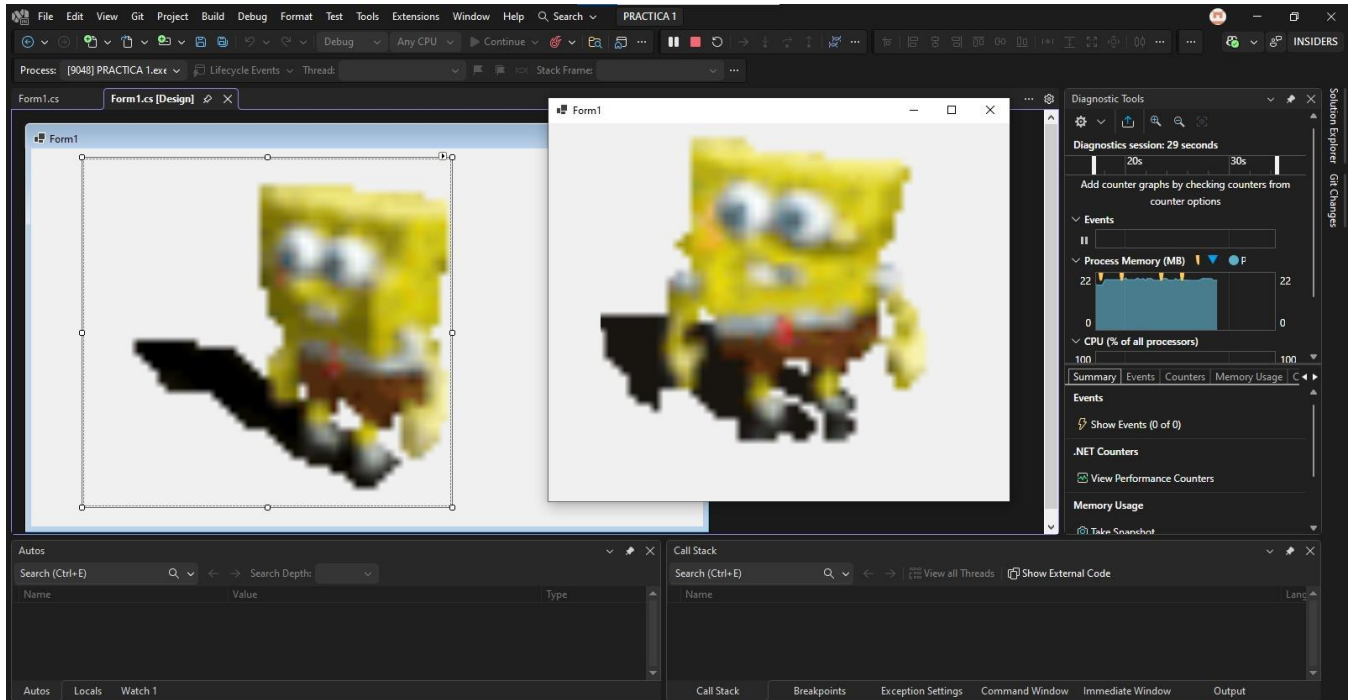 File Edit View Git Project Build Debug Format Test Tools Extensions Window Help Search PRACTICA 1
Debug Any CPU Continue INSIDERS
Process: [9048] PRACTICA 1.exe Lifecycle Events Thread: Stack Frame:
Form1.cs Form1.cs [Design]
Form1
Form1
Diagnostic Tools
Diagnostics session: 29 seconds
20s 30s
Add counter graphs by checking counters from
counter options
Events
Process Memory (MB) P
22 22
0 0
CPU (% of all processors)
100 100
Summary Events Counters Memory Usage C
Events
Show Events (0 of 0)
.NET Counters
View Performance Counters
Memory Usage
Take Snapshot
Solution Explorer
Git Changes
Autos
Search (Ctrl+E) Search Depth:
Name Value Type
Autos Locals Watch 1
Call Stack
Search (Ctrl+E) View all Threads Show External Code
Name Lang
Call Stack Breakpoints Exception Settings Command Window Immediate Window Output